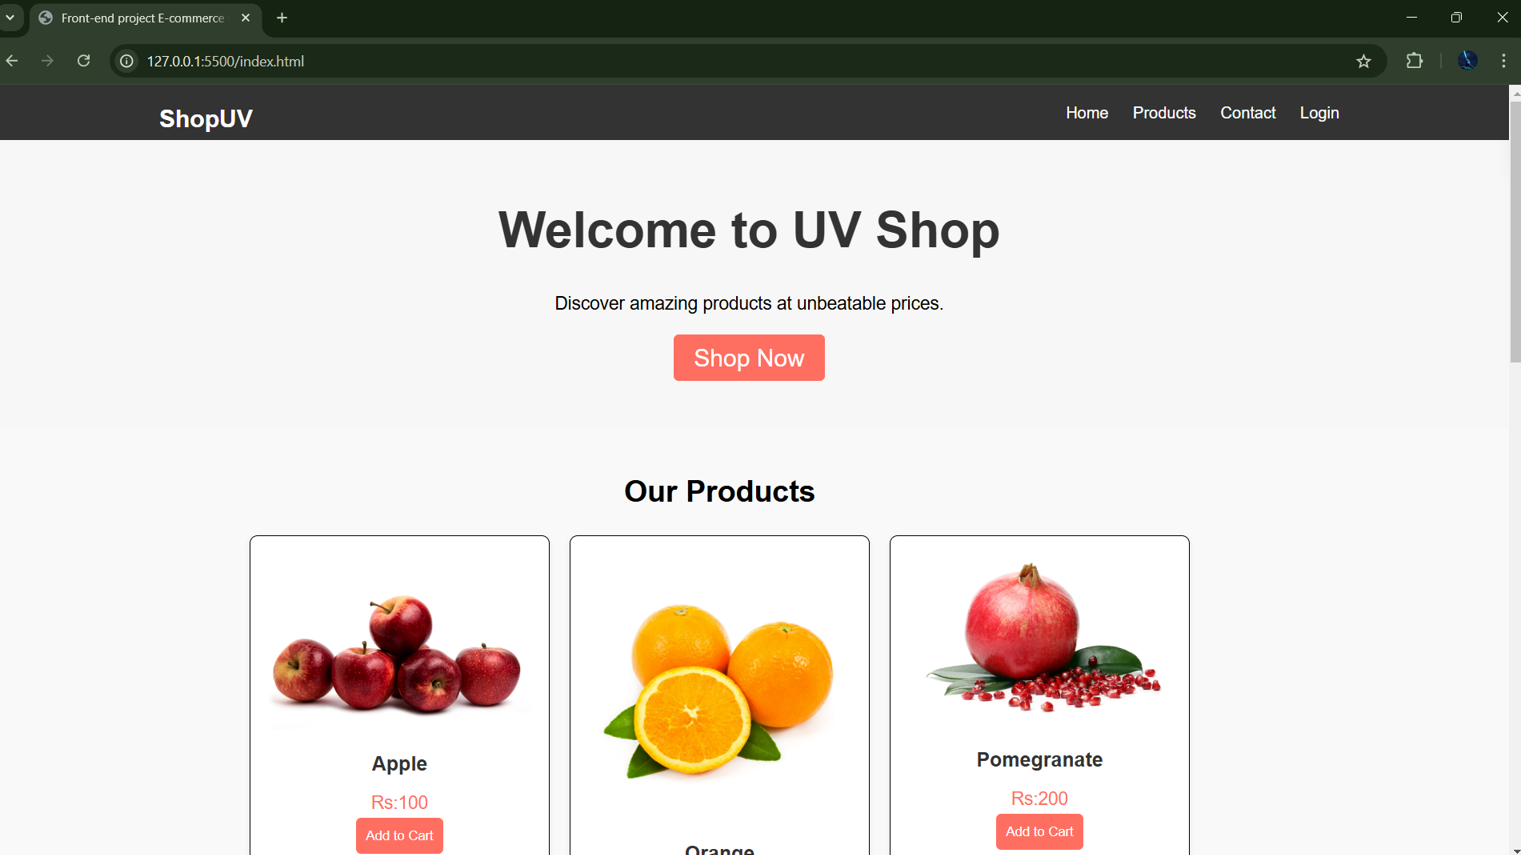 Front-end project E-commerce
127.0.0.1:5500/index.html
ShopUV
Home Products Contact Login
Welcome to UV Shop
Discover amazing products at unbeatable prices.
Shop Now
Our Products
Apple
Rs:100
Add to Cart
Orange
Pomegranate
Rs:200
Add to Cart